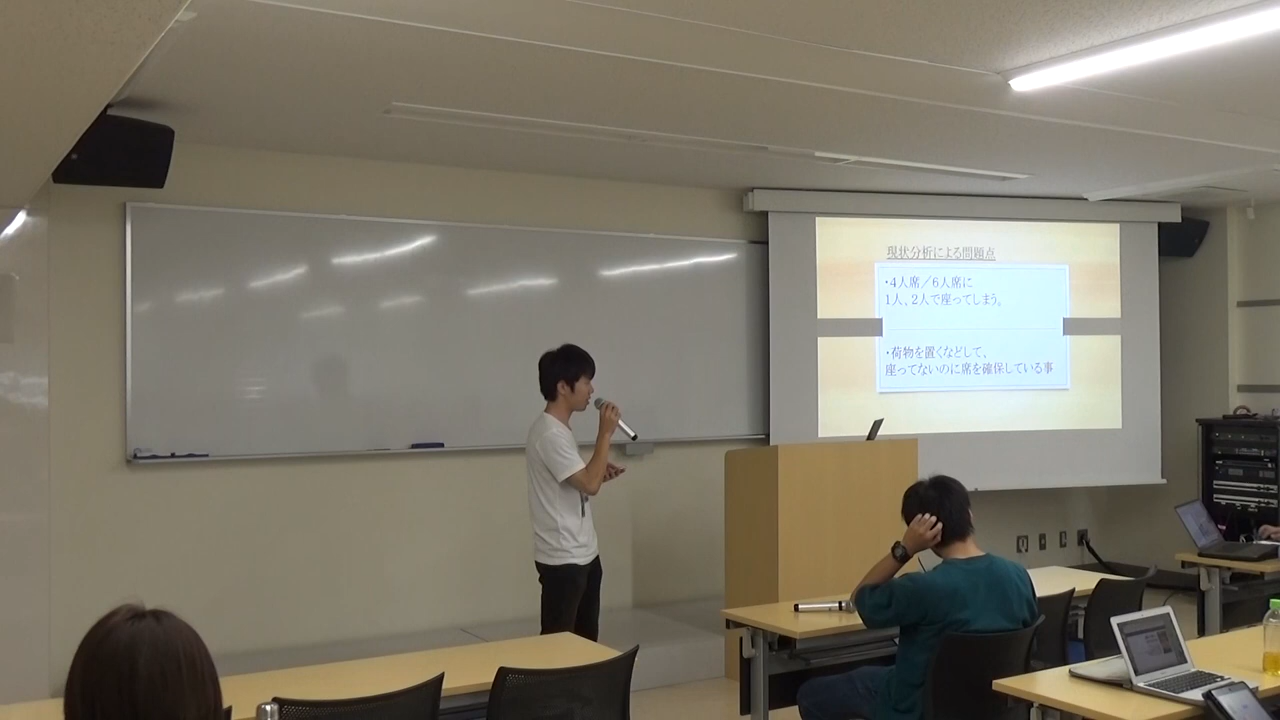 現状分析による問題点
・4人席／6人席に
1人、2人で座ってしまう。
・荷物を置くなどして、
座ってないのに席を確保している事